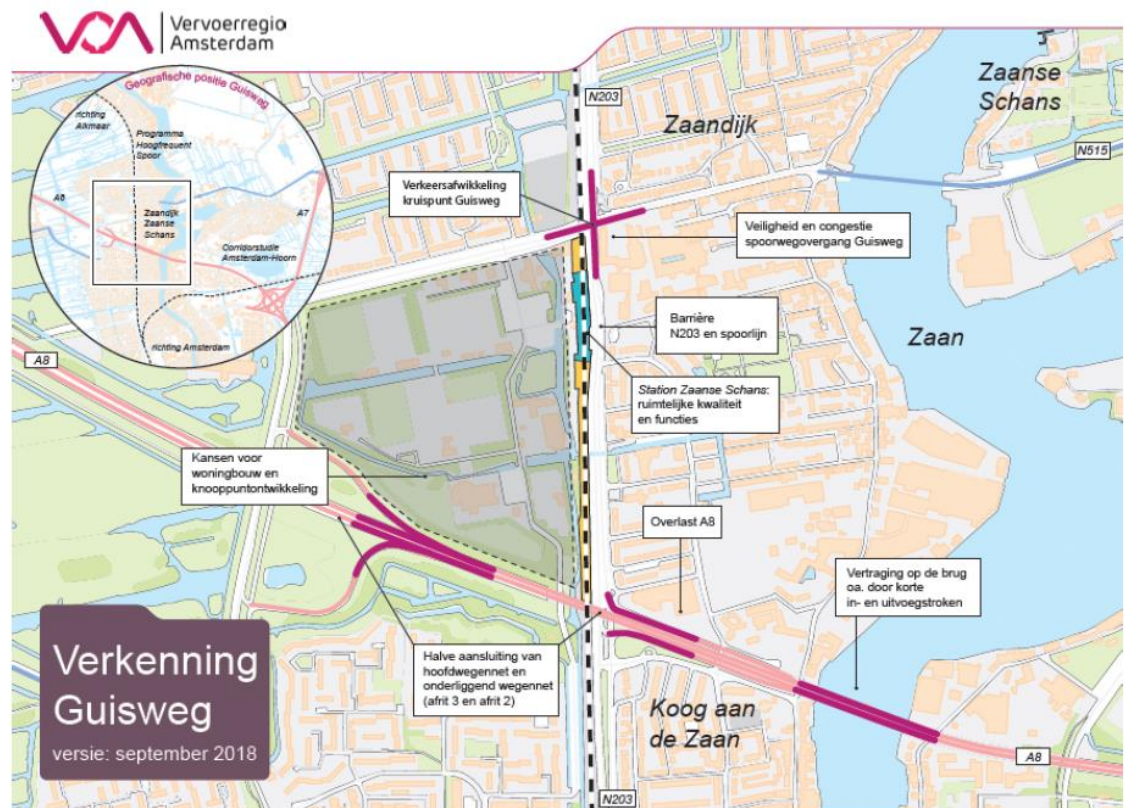 Vervoerregio
Amsterdam
Geografische positie Guisweg
richting
Alkmaar
Programma
Hoogfrequent
Spoor
A8
Zaandijk
Zaanse
Schans
A7
Corridorstudie
Amsterdam-Hoorn
richting Amsterdam
N203
Zaandijk
Zaanse
Schans
N515
Verkeersafwikkeling
kruispunt Guisweg
Veiligheid en congestie
spoorwegovergang Guisweg
Barrière
N203 en spoorlijn
Zaan
A8
Station Zaanse Schans:
ruimtelijke kwaliteit
en functies
Kansen voor
woningbouw en
knooppuntontwikkeling
Overlast A8
Vertraging op de brug
oa. door korte
in- en uitvoegstroken
Halve aansluiting van
hoofdwegennet en
onderliggend wegennet
(afrit 3 en afrit 2)
Koog aan
de Zaan
A8
N203
Verkenning
Guisweg
versie: september 2018